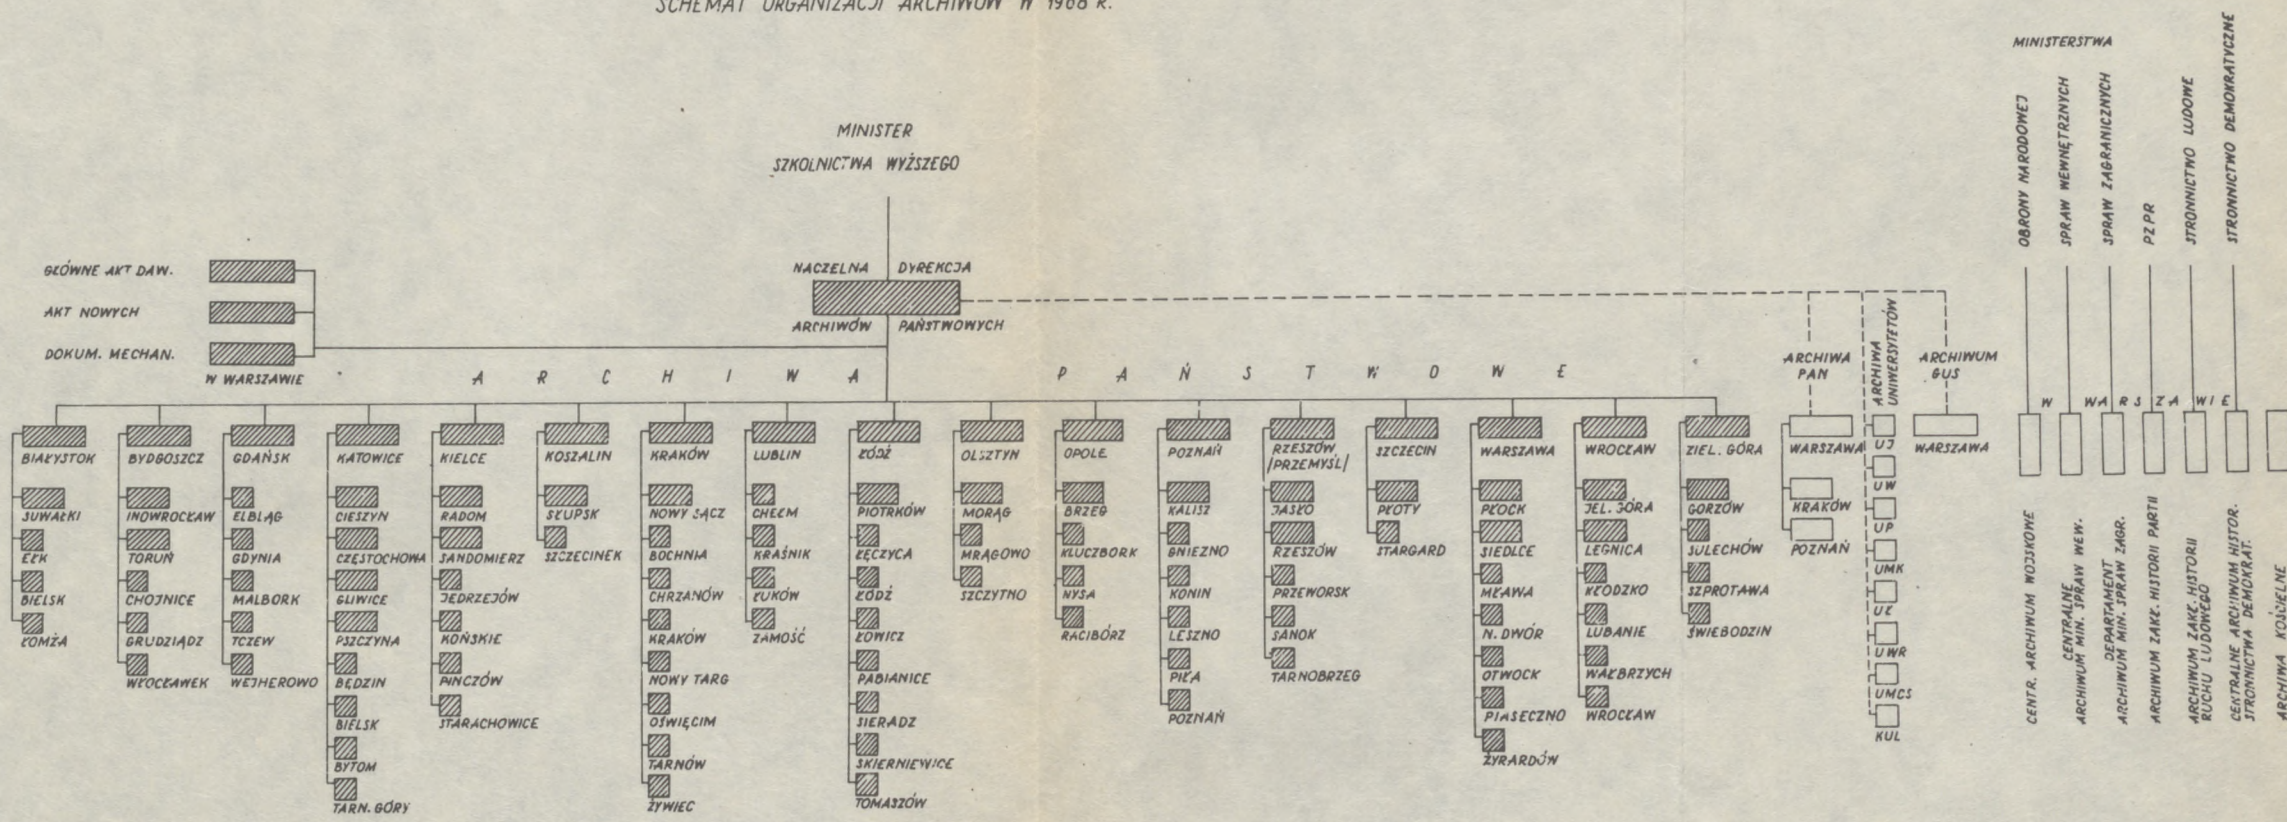 SCHEMAT ORGANIZACJI ARCHIWÓW W 1968 R.
MINISTER
SZKOLNICTWA WYŻSZEGO
NACZELNA DYREKCJA
ARCHIWÓW PAŃSTWOWYCH
GŁÓWNE AKT DAW.
AKT NOWYCH
DOKUM. MECHAN.
W WARSZAWIE
ARCHIWA PAŃSTWOWE
BIAŁYSTOK
SUWAŁKI
EŁK
BIELSK
ŁOMŻA
BYDGOSZCZ
INOWROCŁAW
TORUŃ
CHOJNICE
GRUDZIĄDZ
WŁOCŁAWEK
GDAŃSK
ELBLĄG
GDYNIA
MALBORK
TCZEW
WEJHEROWO
KATOWICE
CIESZYN
CZĘSTOCHOWA
GLIWICE
PSZCZYNA
BĘDZIN
BIELSK
BYTOM
TARN. GÓRY
KIELCE
RADOM
SANDOMIERZ
JĘDRZEJÓW
KOŃSKIE
PIŃCZÓW
STARACHOWICE
KOSZALIN
SŁUPSK
SZCZECINEK
KRAKÓW
NOWY SĄCZ
BOCHNIA
CHRZANÓW
KRAKÓW
NOWY TARG
OŚWIĘCIM
TARNÓW
ŻYWIEC
LUBLIN
CHEŁM
KRAŚNIK
ŁUKÓW
ZAMOŚĆ
ŁÓDŹ
PIOTRKÓW
ŁĘCZYCA
ŁÓDŹ
ŁOWICZ
PABIANICE
SIERADZ
SKIERNIEWICE
TOMASZÓW
OLSZTYN
MORĄG
MRĄGOWO
SZCZYTNO
OPOLE
BRZEG
KLUCZBORK
NYSA
RACIBÓRZ
POZNAŃ
KALISZ
GNIEZNO
KONIN
LESZNO
PIŁA
POZNAŃ
RZESZÓW
/PRZEMYŚL/
JASŁO
RZESZÓW
PRZEWORSK
SANOK
TARNOBRZEG
SZCZECIN
PŁOTY
STARGARD
WARSZAWA
PŁOCK
SIEDLCE
MŁAWA
N. DWÓR
OTWOCK
PIASECZNO
ŻYRARDÓW
WROCŁAW
JEL. GÓRA
LEGNICA
KŁODZKO
LUBANIE
WAŁBRZYCH
WROCŁAW
ZIEL. GÓRA
GORZÓW
SULECHÓW
SZPROTAWA
ŚWIEBODZIN
ARCHIWA
PAN
WARSZAWA
KRAKÓW
POZNAŃ
ARCHIWA
UNIWERSYTETÓW
UJ
UW
UP
UMK
UŁ
UWR
UMCS
KUL
ARCHIWUM
GUS
WARSZAWA
MINISTERSTWA
OBRONY NARODOWEJ
SPRAW WEWNĘTRZNYCH
SPRAW ZAGRANICZNYCH
PZPR
STRONNICTWO LUDOWE
STRONNICTWO DEMOKRATYCZNE
W WARSZAWIE
CENTR. ARCHIWUM WOJSKOWE
CENTRALNE
ARCHIWUM MIN. SPRAW WEW.
DEPARTAMENT
ARCHIWUM MIN. SPRAW ZAGR.
ARCHIWUM ZAKŁ. HISTORII PARTII
ARCHIWUM ZAKŁ. HISTORII
RUCHU LUDOWEGO
CENTRALNE ARCHIWUM HISTOR.
STRONNICTWA DEMOKRAT.
ARCHIWA KOŚCIELNE